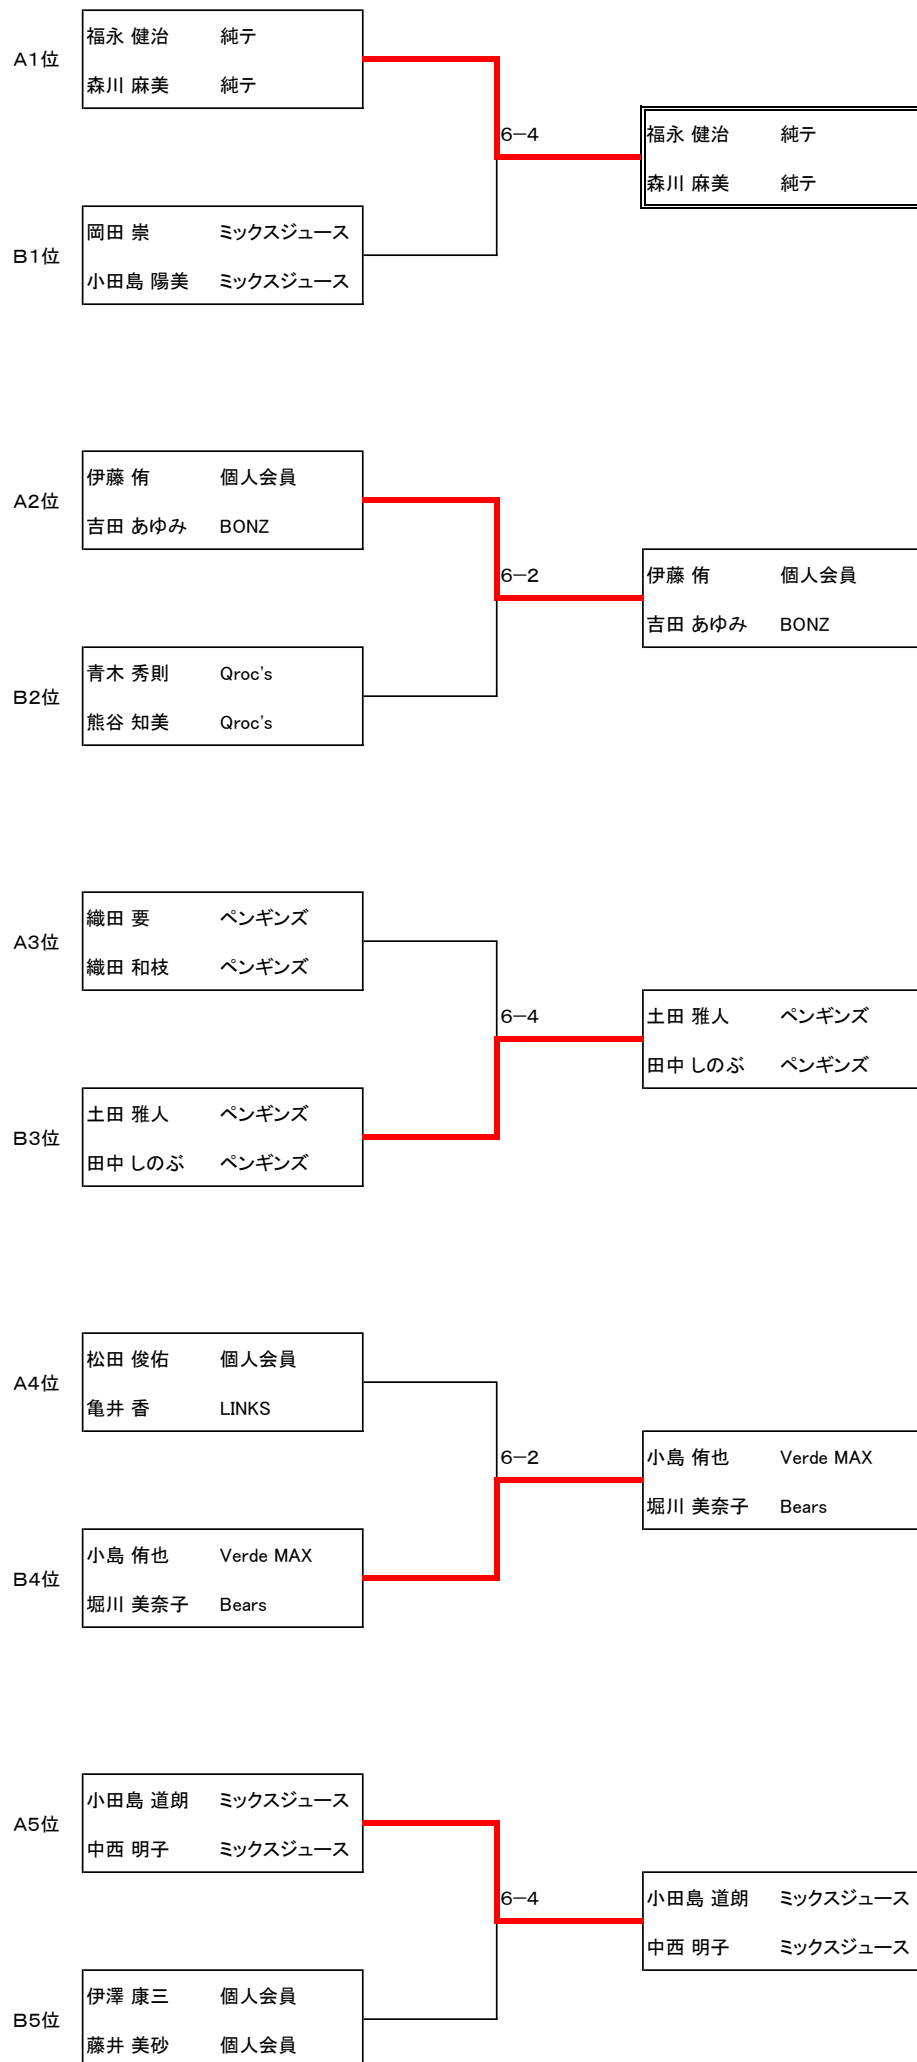 A1位
福永 健治 純テ
森川 麻美 純テ
6−4
福永 健治 純テ
森川 麻美 純テ
B1位
岡田 崇 ミックスジュース
小田島 陽美 ミックスジュース
A2位
伊藤 侑 個人会員
吉田 あゆみ BONZ
6−2
伊藤 侑 個人会員
吉田 あゆみ BONZ
B2位
青木 秀則 Qroc's
熊谷 知美 Qroc's
A3位
織田 要 ペンギンズ
織田 和枝 ペンギンズ
6−4
土田 雅人 ペンギンズ
田中 しのぶ ペンギンズ
B3位
土田 雅人 ペンギンズ
田中 しのぶ ペンギンズ
A4位
松田 俊佑 個人会員
亀井 香 LINKS
6−2
小島 侑也 Verde MAX
堀川 美奈子 Bears
B4位
小島 侑也 Verde MAX
堀川 美奈子 Bears
A5位
小田島 道朗 ミックスジュース
中西 明子 ミックスジュース
6−4
小田島 道朗 ミックスジュース
中西 明子 ミックスジュース
B5位
伊澤 康三 個人会員
藤井 美砂 個人会員